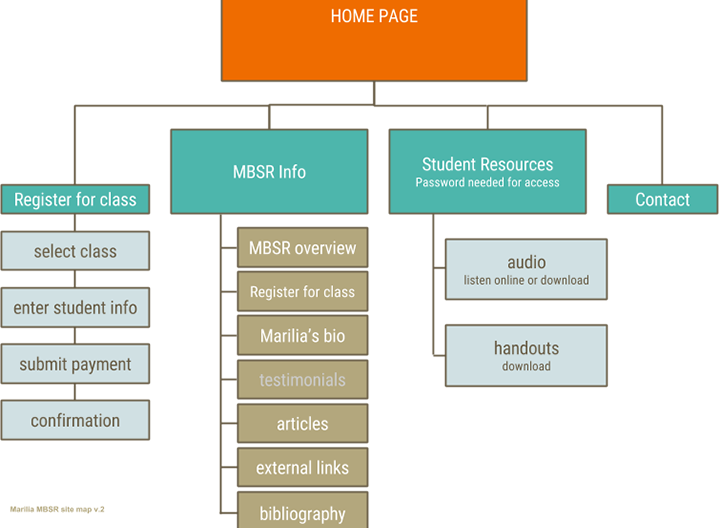 HOME PAGE
Register for class
select class
enter student info
submit payment
confirmation
MBSR Info
MBSR overview
Register for class
Marilia's bio
testimonials
articles
external links
bibliography
Student Resources
Password needed for access
audio
listen online or download
handouts
download
Contact
Marilia MBSR site map v.2